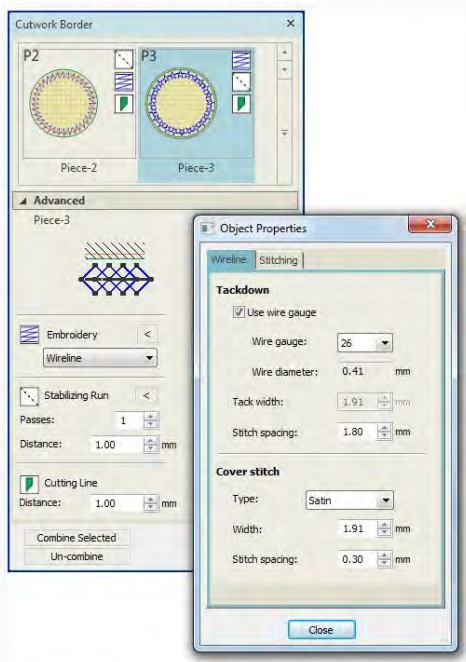 Cutwork Border
P2
P3
Piece-2
Piece-3
Advanced
Piece-3
Embroidery <
Wireline
Stabilizing Run <
Passes: 1
Distance: 1.00 mm
Cutting Line
Distance: 1.00 mm
Combine Selected
Un-combine
Object Properties
Wireline Stitching
Tackdown
Use wire gauge
Wire gauge: 26
Wire diameter: 0.41 mm
Tack width: 1.91 mm
Stitch spacing: 1.80 mm
Cover stitch
Type: Satin
Width: 1.91 mm
Stitch spacing: 0.30 mm
Close